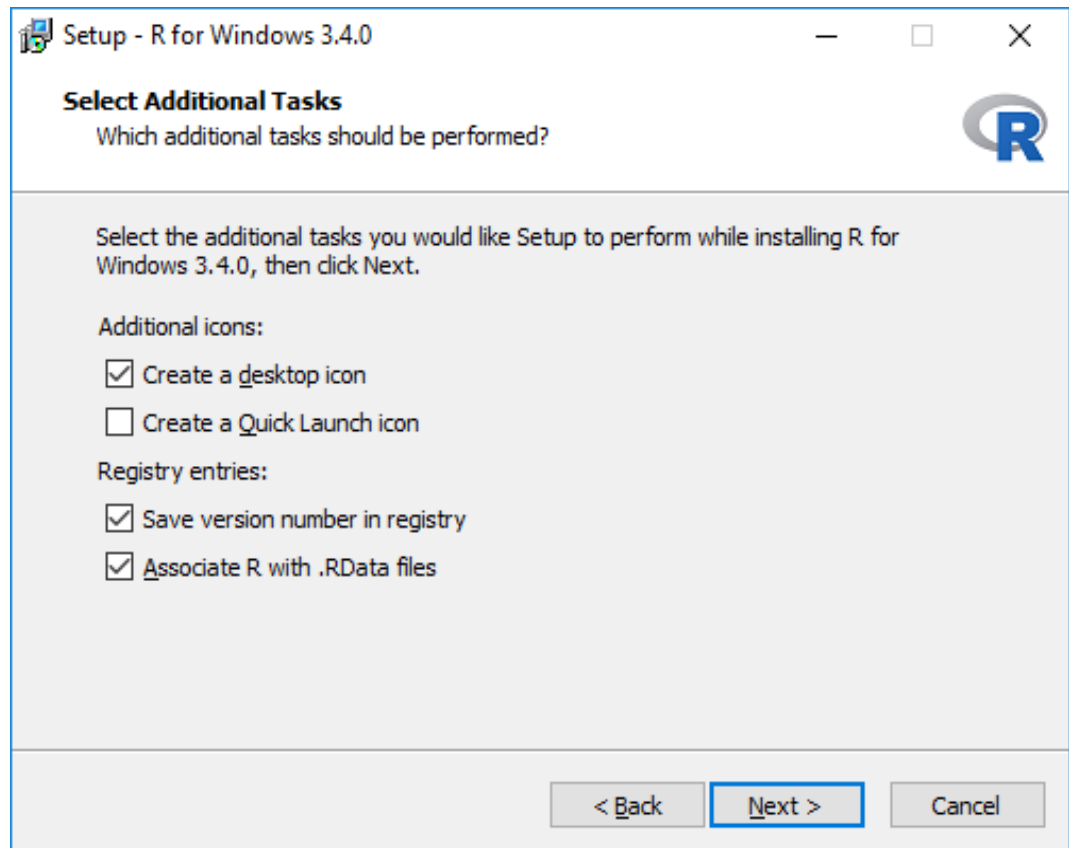 Setup - R for Windows 3.4.0
Select Additional Tasks
Which additional tasks should be performed?
R
Select the additional tasks you would like Setup to perform while installing R for
Windows 3.4.0, then click Next.
Additional icons:
Create a desktop icon
Create a Quick Launch icon
Registry entries:
Save version number in registry
Associate R with .RData files
< Back Next > Cancel